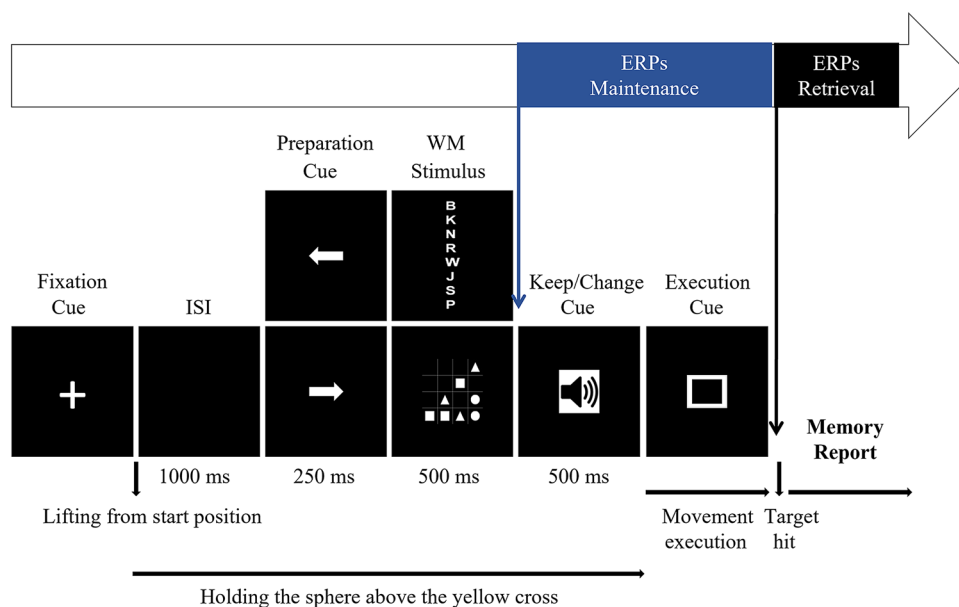 ERPs
Maintenance
ERPs
Retrieval
Preparation
Cue
WM
Stimulus
B
K
N
R
W
J
S
P
Fixation
Cue
ISI
Keep/Change
Cue
Execution
Cue
Memory
Report
1000 ms
250 ms
500 ms
500 ms
Lifting from start position
Movement
execution
Target
hit
Holding the sphere above the yellow cross